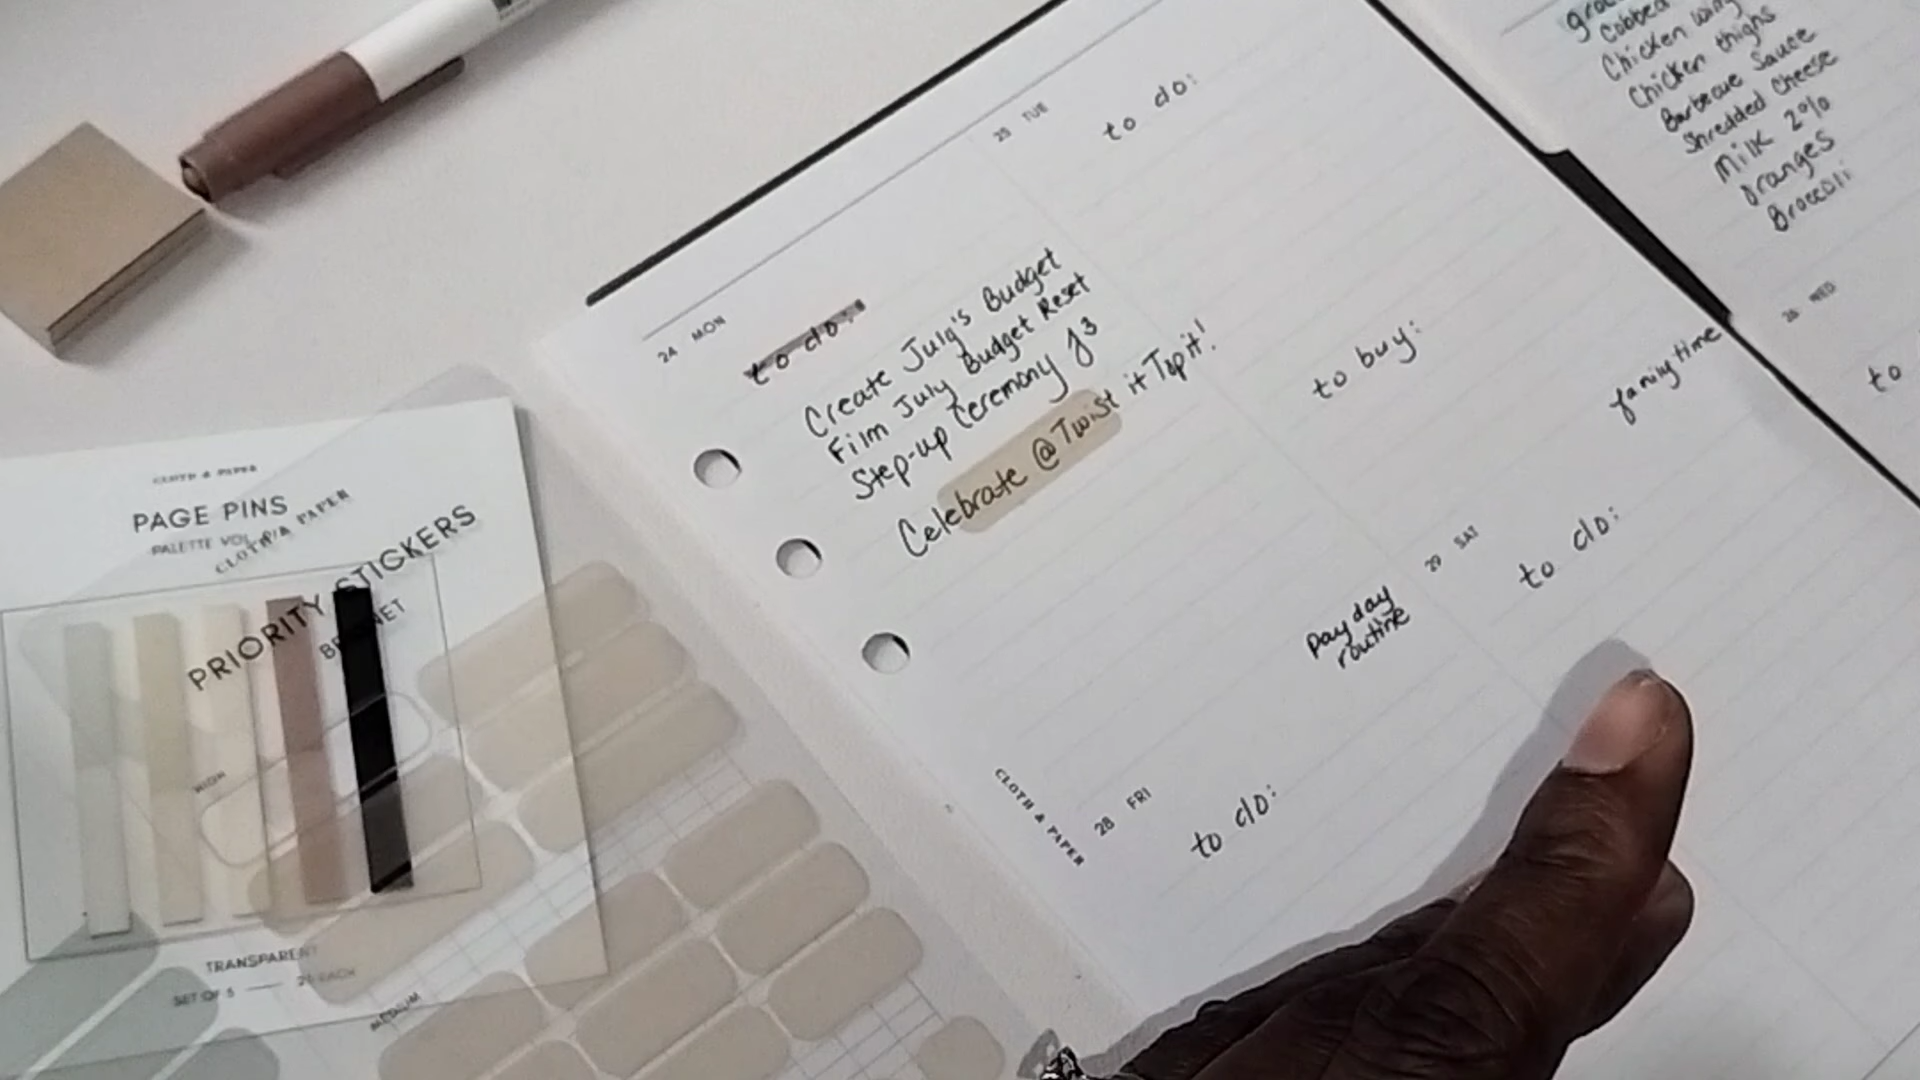 CLOTH & PAPER
PAGE PINS
PALETTE VOL
CLOTH & PAPER
PRIORITY STICKERS
HIGH
TRANSPARENT
SET OF 5 — 20 EACH
MEDIUM
24 MON
to do:
Create July's Budget
Film July Budget Reset
Step-up Ceremony J3
Celebrate @ Twist it Top it!
25 TUE
to do:
to buy:
family time
Pay day
routine
CLOTH & PAPER
28 FRI
to do:
29 SAT
to do:
Chicken wing
Chicken thighs
Barbecue Sauce
Shredded Cheese
Milk 2%
Oranges
Broccoli
26 WED
to